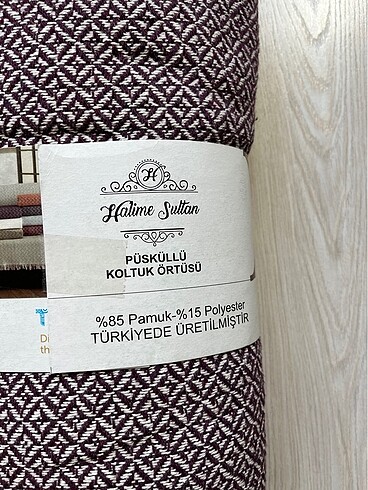 H
Halime Sultan
PÜSKÜLLÜ
KOLTUK ÖRTÜSÜ
%85 Pamuk-%15 Polyester
TÜRKİYEDE ÜRETİLMİŞTİR